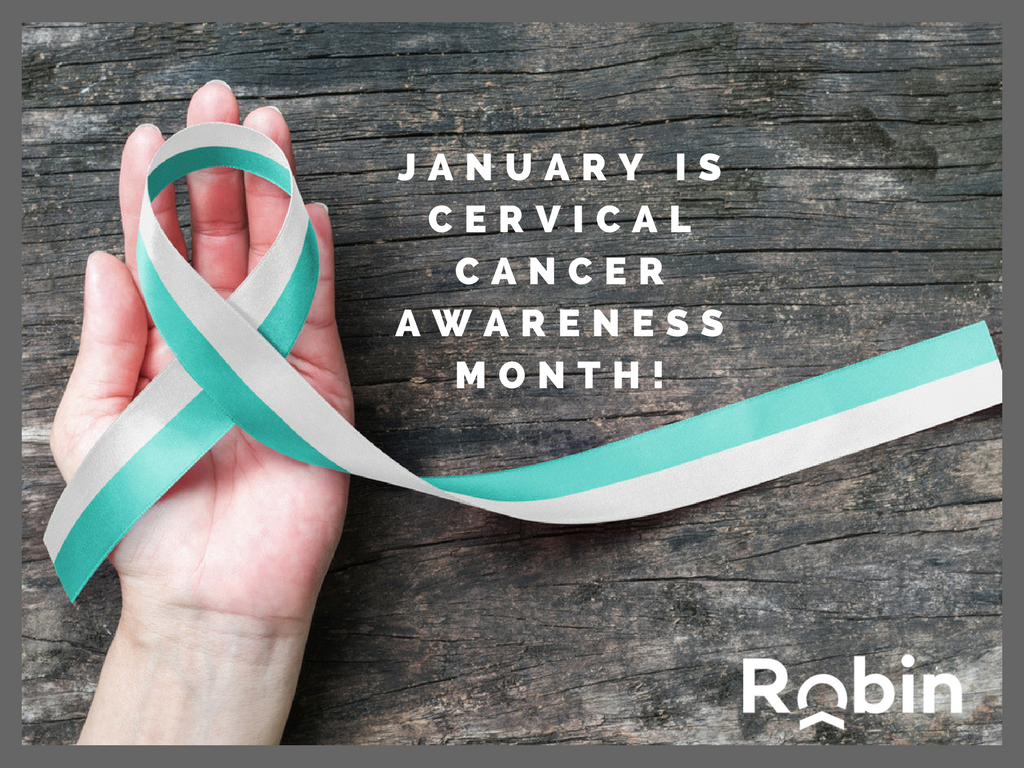 JANUARY IS
CERVICAL
CANCER
AWARENESS
MONTH!
Robin